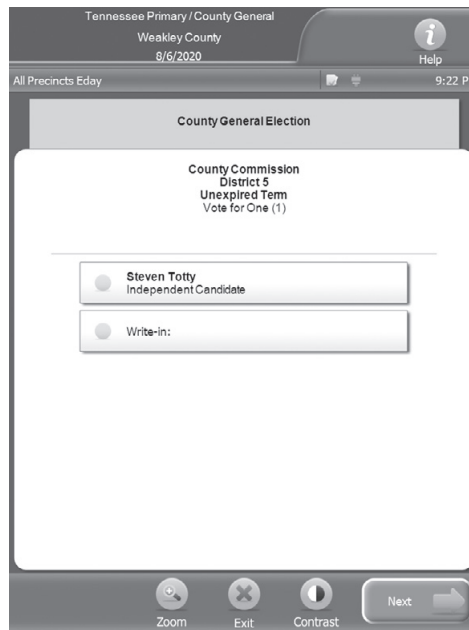 Tennessee Primary / County General
Weakley County
8/6/2020
Help
All Precincts Eday
9:22 P
County General Election
County Commission
District 5
Unexpired Term
Vote for One (1)
Steven Totty
Independent Candidate
Write-in:
Next
Zoom
Exit
Contrast